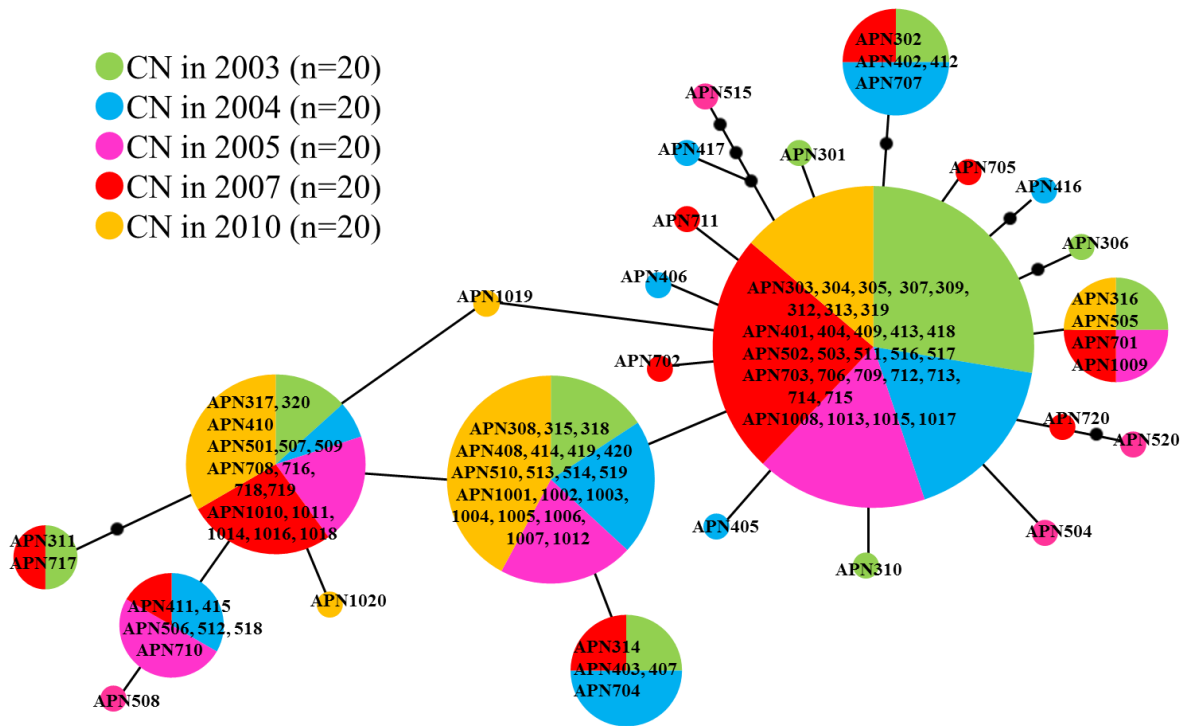 CN in 2003 (n=20)
CN in 2004 (n=20)
CN in 2005 (n=20)
CN in 2007 (n=20)
CN in 2010 (n=20)
APN302
APN402, 412
APN707
APN515
APN417
APN301
APN705
APN416
APN711
APN306
APN406
APN1019
APN702
APN303, 304, 305, 307, 309,
312, 313, 319
APN401, 404, 409, 413, 418
APN502, 503, 511, 516, 517
APN703, 706, 709, 712, 713,
714, 715
APN1008, 1013, 1015, 1017
APN316
APN505
APN701
APN1009
APN720
APN520
APN504
APN405
APN310
APN317, 320
APN410
APN501, 507, 509
APN708, 716,
718, 719
APN1010, 1011,
1014, 1016, 1018
APN308, 315, 318
APN408, 414, 419, 420
APN510, 513, 514, 519
APN1001, 1002, 1003,
1004, 1005, 1006,
1007, 1012
APN311
APN717
APN411, 415
APN506, 512, 518
APN710
APN1020
APN508
APN314
APN403, 407
APN704